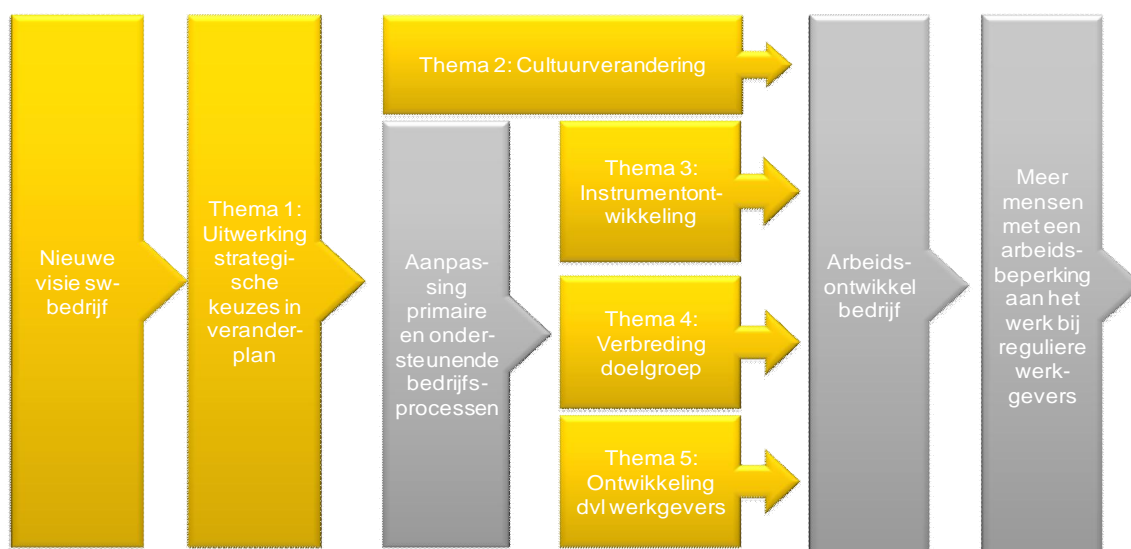 Nieuwe
visie sw-
bedrijf
Thema 1:
Uitwerking
strategi-
sche
keuzes in
verander-
plan
Thema 2: Cultuurverandering
Aanpas-
sing
primaire
en onder-
steunende
bedrijfs-
processen
Thema 3:
Instrumentont-
wikkeling
Thema 4:
Verbreding
doelgroep
Thema 5:
Ontwikkeling
dvl werkgevers
Arbeids-
ontwikkel
bedrijf
Meer
mensen
met een
arbeids-
beperking
aan het
werk bij
reguliere
werk-
gevers